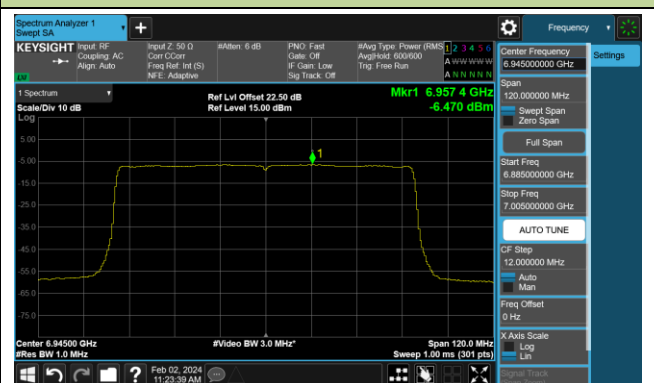 Spectrum Analyzer 1
Swept SA
Frequency
KEYSIGHT
Input: RF
Coupling: AC
Align: Auto
Input Z: 50 Ω
Corr CCorr
Freq Ref: Int (S)
NFE: Adaptive
#Atten: 6 dB
PNO: Fast
Gate: Off
IF Gain: Low
Sig Track: Off
#Avg Type: Power (RMS
Avg|Hold: 600/600
Trig: Free Run
1 2 3 4 5 6
A W W W W W
A N N N N N
LXI
1 Spectrum
Scale/Div 10 dB
Log
Ref Lvl Offset 22.50 dB
Ref Level 15.00 dBm
Mkr1 6.957 4 GHz
-6.470 dBm
1
5.00
-5.00
-15.0
-25.0
-35.0
-45.0
-55.0
-65.0
-75.0
Center 6.94500 GHz
#Res BW 1.0 MHz
#Video BW 3.0 MHz*
Span 120.0 MHz
Sweep 1.00 ms (301 pts)
Feb 02, 2024
11:23:39 AM
Center Frequency
6.945000000 GHz
Settings
Span
120.000000 MHz
Swept Span
Zero Span
Full Span
Start Freq
6.885000000 GHz
Stop Freq
7.005000000 GHz
AUTO TUNE
CF Step
12.000000 MHz
Auto
Man
Freq Offset
0 Hz
X Axis Scale
Log
Lin
Signal Track